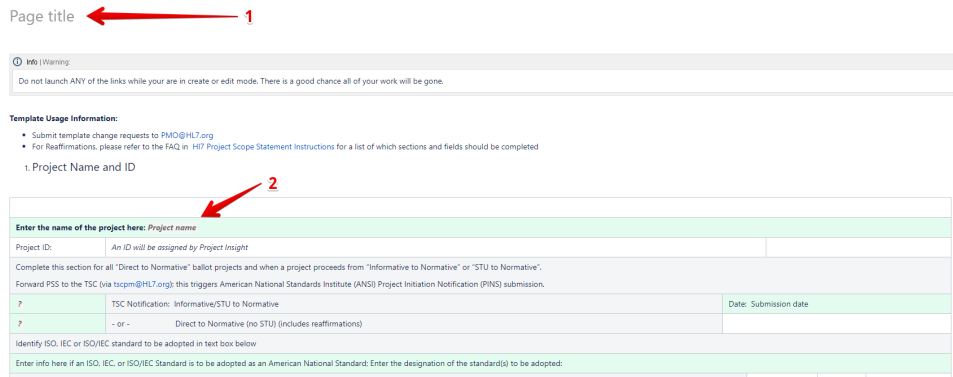 Page title
1
Info | Warning:
Do not launch ANY of the links while your are in create or edit mode. There is a good chance all of your work will be gone.
Template Usage Information:
Submit template change requests to PMO@HL7.org
For Reaffirmations, please refer to the FAQ in Hl7 Project Scope Statement Instructions for a list of which sections and fields should be completed
1. Project Name and ID
2
Enter the name of the project here: Project name
Project ID: An ID will be assigned by Project Insight
Complete this section for all "Direct to Normative" ballot projects and when a project proceeds from "Informative to Normative" or "STU to Normative".
Forward PSS to the TSC (via tscpm@HL7.org); this triggers American National Standards Institute (ANSI) Project Initiation Notification (PINS) submission.
? TSC Notification: Informative/STU to Normative Date: Submission date
? - or - Direct to Normative (no STU) (includes reaffirmations)
Identify ISO, IEC or ISO/IEC standard to be adopted in text box below
Enter info here if an ISO, IEC, or ISO/IEC Standard is to be adopted as an American National Standard; Enter the designation of the standard(s) to be adopted: